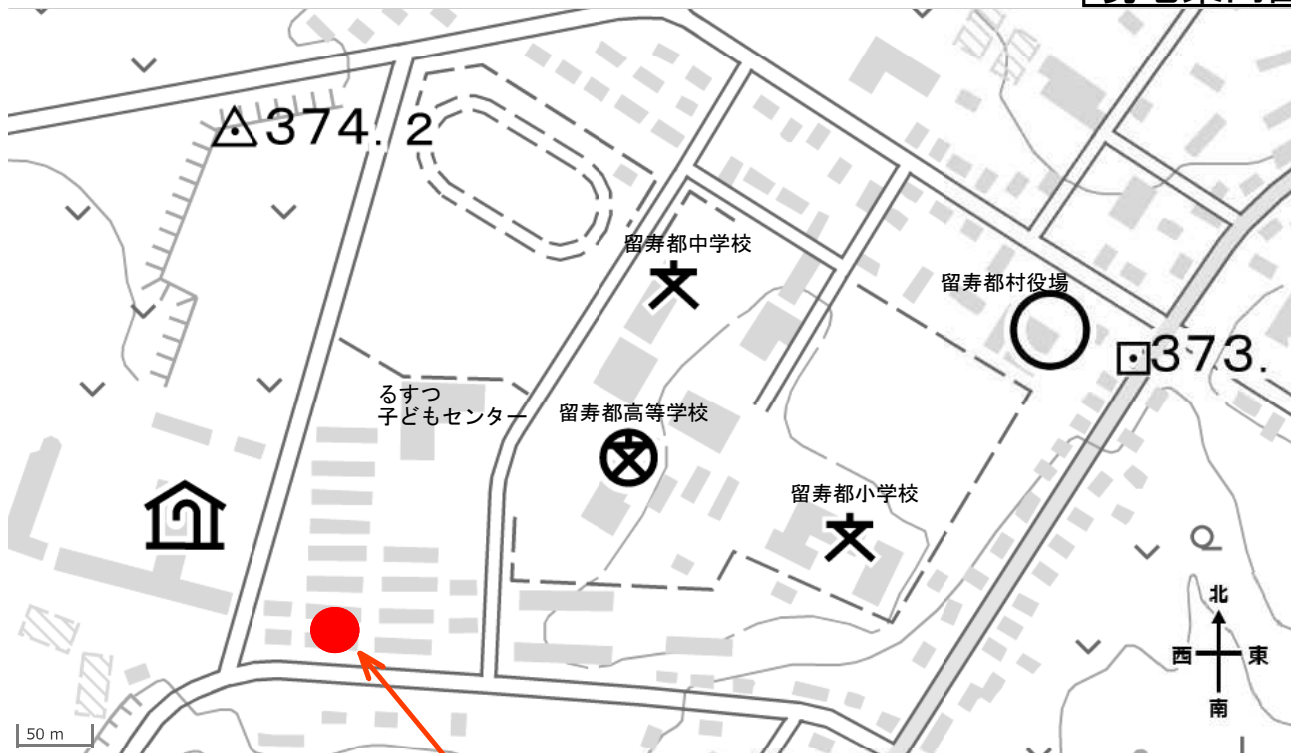 374.2
留寿都中学校
留寿都村役場
373.
るすつ
子どもセンター
留寿都高等学校
留寿都小学校
北
西 東
南
50 m